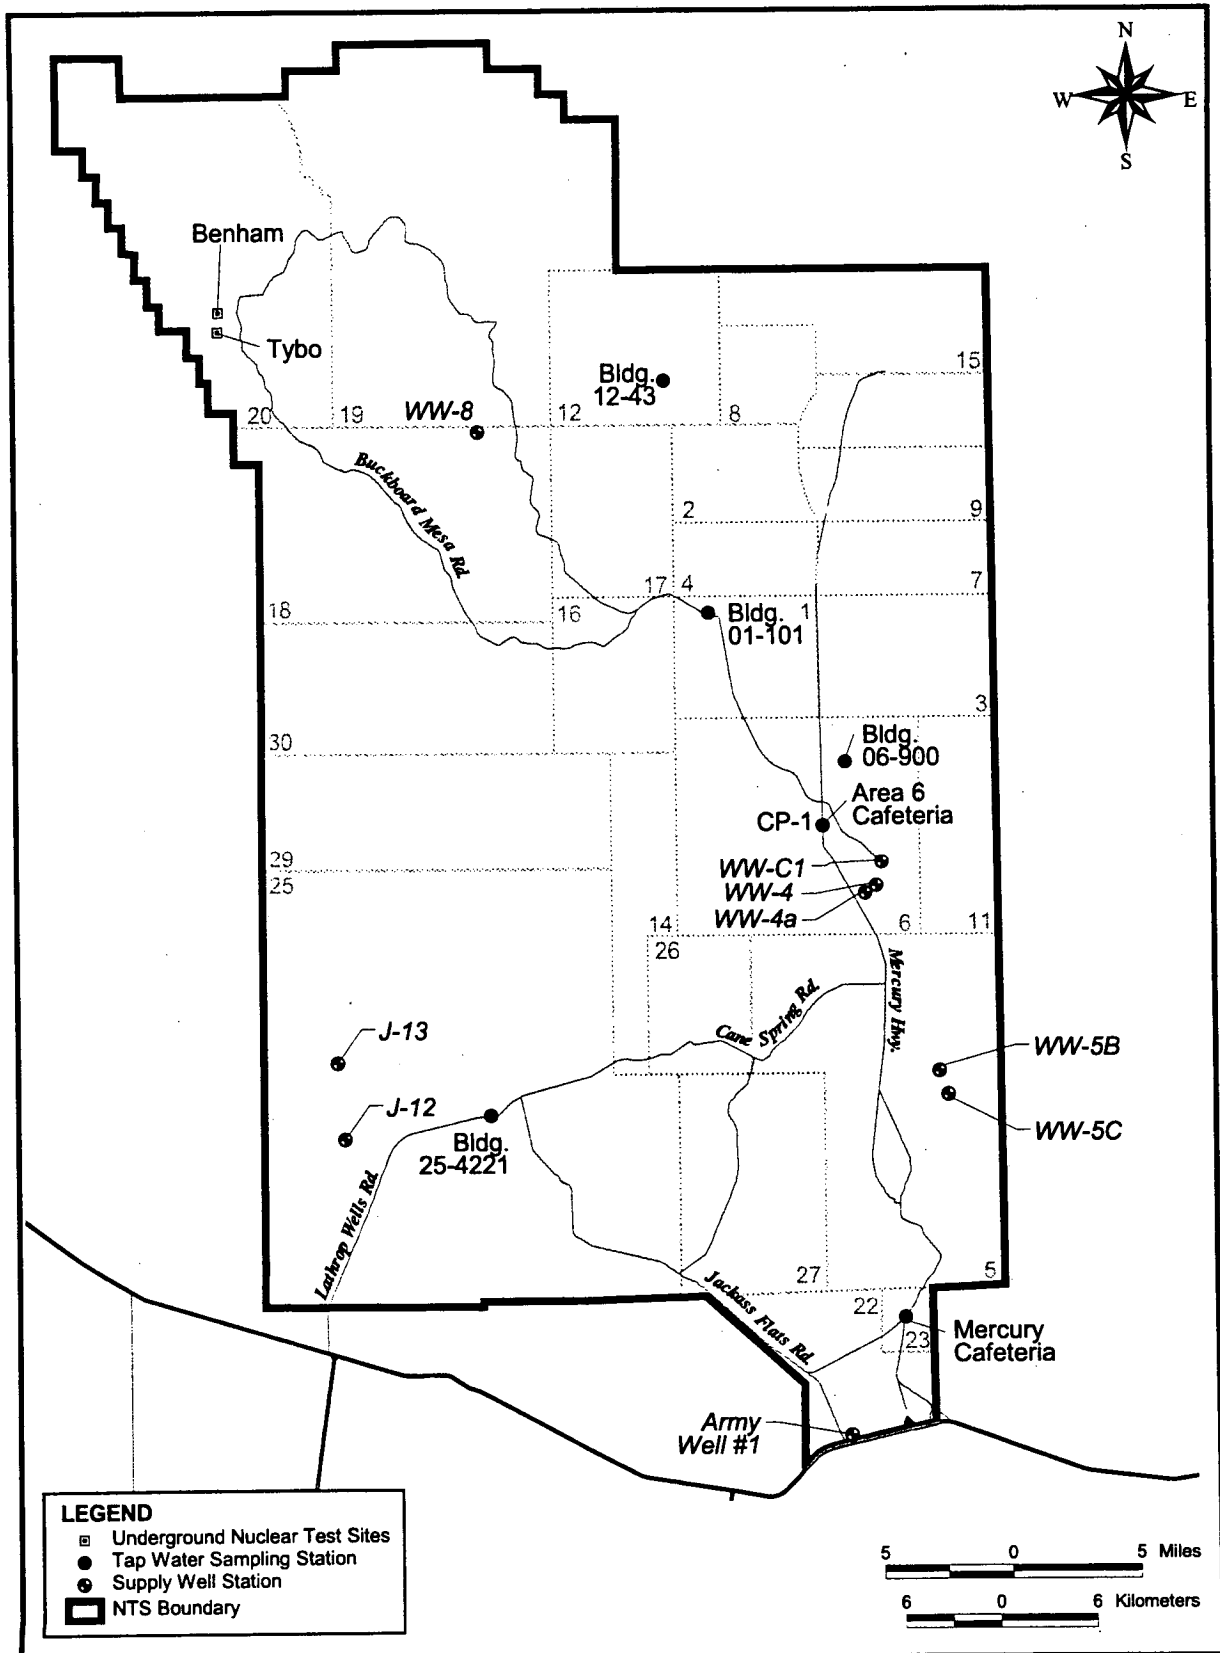 N
W
E
S
Benham
Tybo
Bldg.
12-43
15
20
19
WW-8
12
8
Buckboard Mesa Rd.
2
9
17
4
7
18
16
Bldg.
01-101
1
3
30
Bldg.
06-900
Area 6
Cafeteria
CP-1
29
25
WW-C1
WW-4
WW-4a
14
6
11
26
Mercury Hwy.
Cane Spring Rd.
J-13
WW-5B
J-12
WW-5C
Bldg.
25-4221
Lathrop Wells Rd.
Jackass Flats Rd.
27
5
22
23
Mercury
Cafeteria
Army
Well #1
LEGEND
Underground Nuclear Test Sites
Tap Water Sampling Station
Supply Well Station
NTS Boundary
5 0 5 Miles
6 0 6 Kilometers